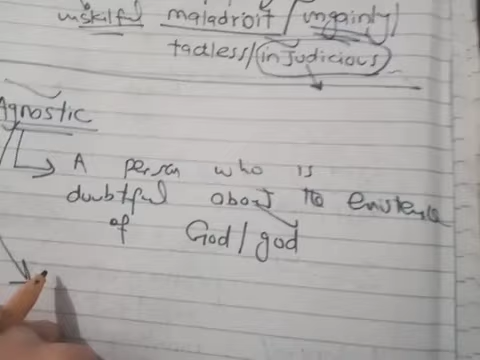 unskilful maladroit/ungainly/
tactless/injudicious
Agnostic
A person who is
doubtful about the existence
of God/god